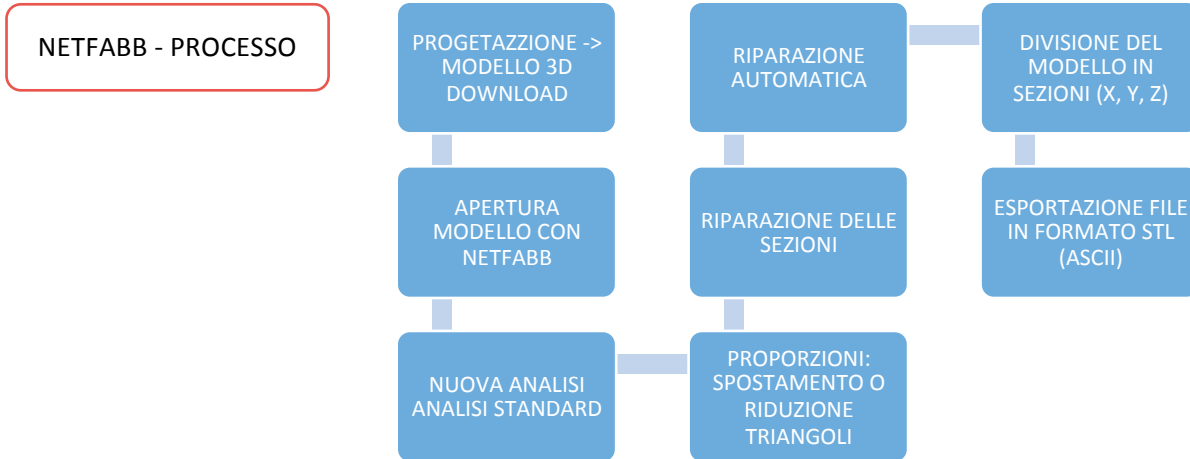 NETFABB - PROCESSO
PROGETAZZIONE ->
MODELLO 3D
DOWNLOAD
APERTURA
MODELLO CON
NETFABB
NUOVA ANALISI
ANALISI STANDARD
PROPORZIONI:
SPOSTAMENTO O
RIDUZIONE
TRIANGOLI
RIPARAZIONE DELLE
SEZIONI
RIPARAZIONE
AUTOMATICA
DIVISIONE DEL
MODELLO IN
SEZIONI (X, Y, Z)
ESPORTAZIONE FILE
IN FORMATO STL
(ASCII)